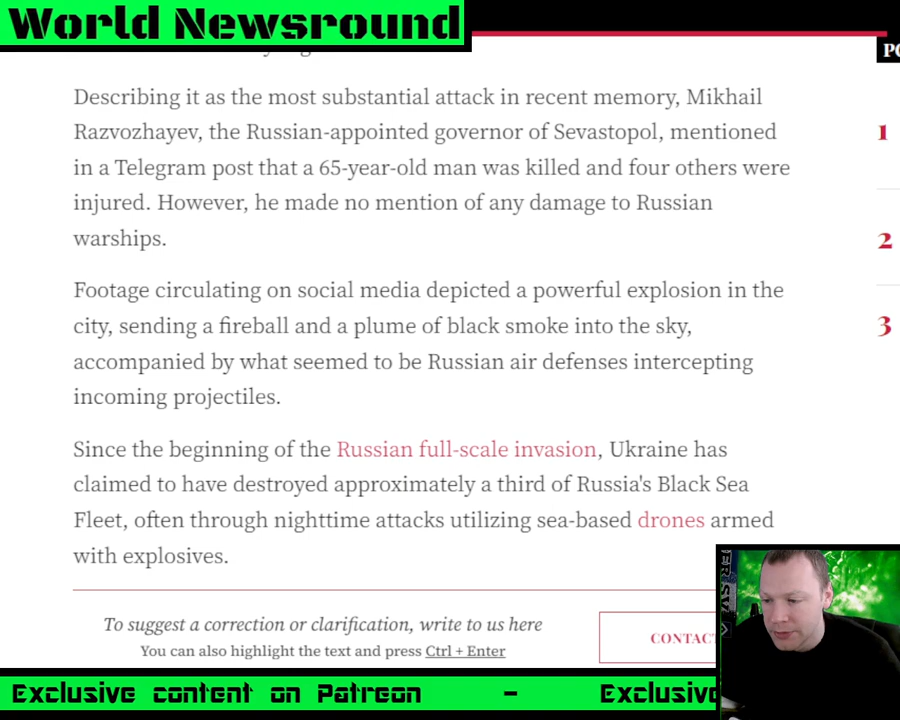 World Newsround
PO
Describing it as the most substantial attack in recent memory, Mikhail
Razvozhayev, the Russian-appointed governor of Sevastopol, mentioned
in a Telegram post that a 65-year-old man was killed and four others were
injured. However, he made no mention of any damage to Russian
warships.
1
2
3
Footage circulating on social media depicted a powerful explosion in the
city, sending a fireball and a plume of black smoke into the sky,
accompanied by what seemed to be Russian air defenses intercepting
incoming projectiles.
Since the beginning of the Russian full-scale invasion, Ukraine has
claimed to have destroyed approximately a third of Russia's Black Sea
Fleet, often through nighttime attacks utilizing sea-based drones armed
with explosives.
To suggest a correction or clarification, write to us here
You can also highlight the text and press Ctrl + Enter
CONTAC
Exclusive content on Patreon - Exclusiv